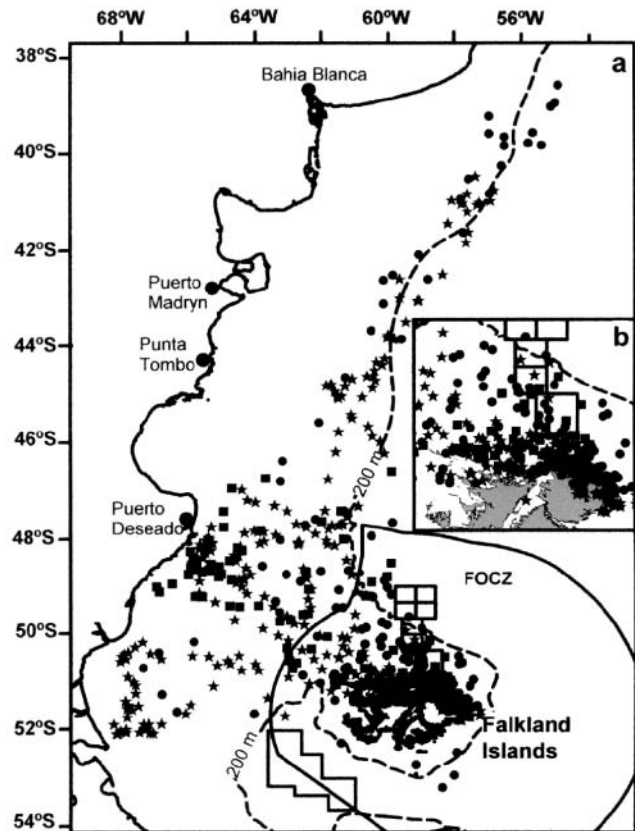 68°W 64°W 60°W 56°W
a
38°S
Bahia Blanca
40°S
42°S
Puerto
Madryn
44°S
Punta
Tombo
b
46°S
200 m
Puerto
Deseado
48°S
FOCZ
50°S
52°S
Falkland
Islands
200 m
54°S